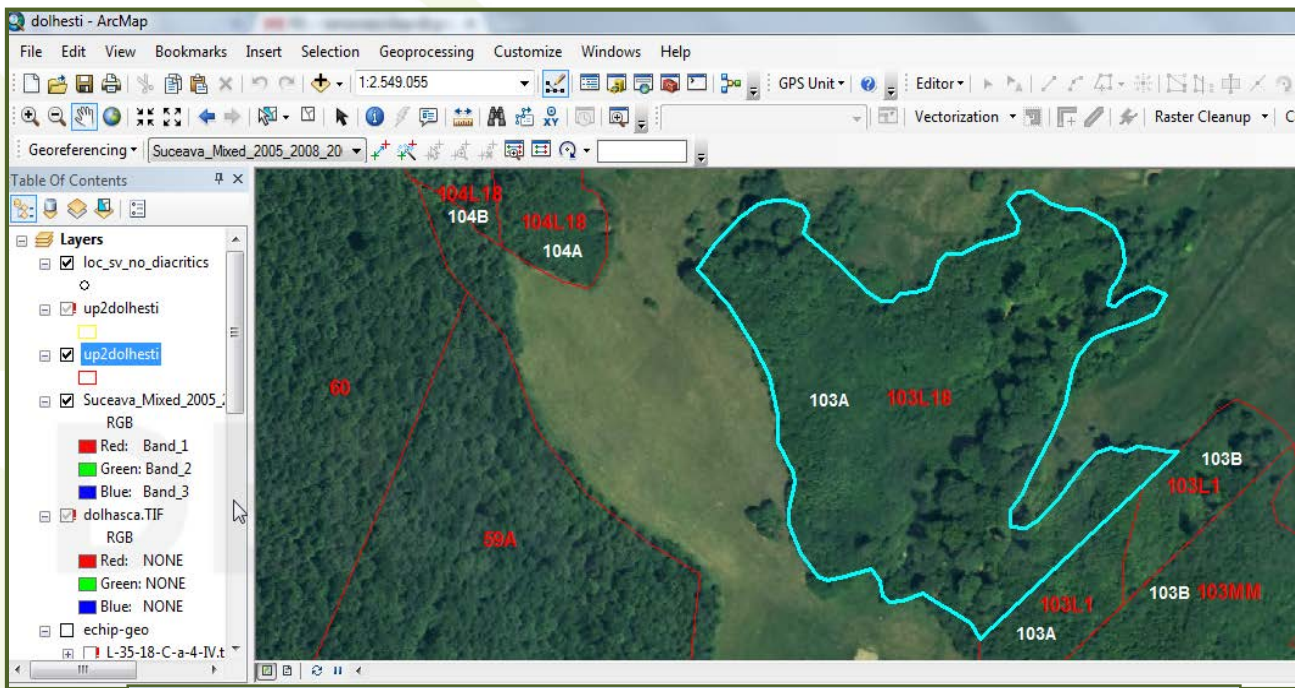 dolhesti - ArcMap
File Edit View Bookmarks Insert Selection Geoprocessing Customize Windows Help
1:2.549.055 GPS Unit Editor
Vectorization Raster Cleanup
Georeferencing Suceava_Mixed_2005_2008_20
Table Of Contents
Layers
loc_sv_no_diacritics
up2dolhesti
up2dolhesti
Suceava_Mixed_2005_
RGB
Red: Band_1
Green: Band_2
Blue: Band_3
dolhasca.TIF
RGB
Red: NONE
Green: NONE
Blue: NONE
echip-geo
L-35-18-C-a-4-IV.t
104L18
104B
104L18
104A
60
59A
103A 103L18
103B
103L1
103B 103MM
103L1
103A